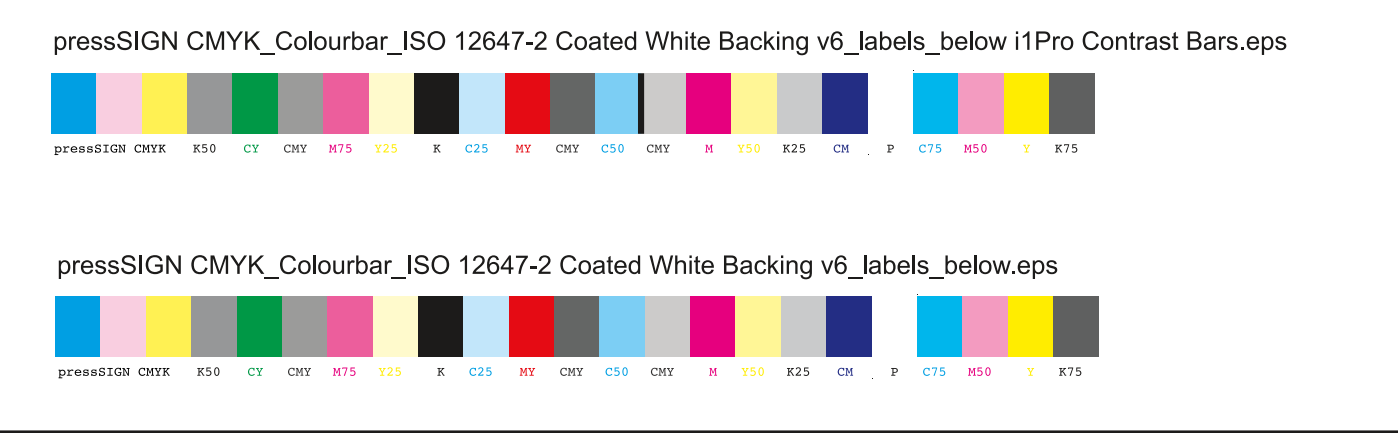 pressSIGN CMYK_Colourbar_ISO 12647-2 Coated White Backing v6_labels_below i1Pro Contrast Bars.eps
pressSIGN CMYK K50 CY CMY M75 Y25 K C25 MY CMY C50 CMY M Y50 K25 CM P C75 M50 Y K75
pressSIGN CMYK_Colourbar_ISO 12647-2 Coated White Backing v6_labels_below.eps
pressSIGN CMYK K50 CY CMY M75 Y25 K C25 MY CMY C50 CMY M Y50 K25 CM P C75 M50 Y K75